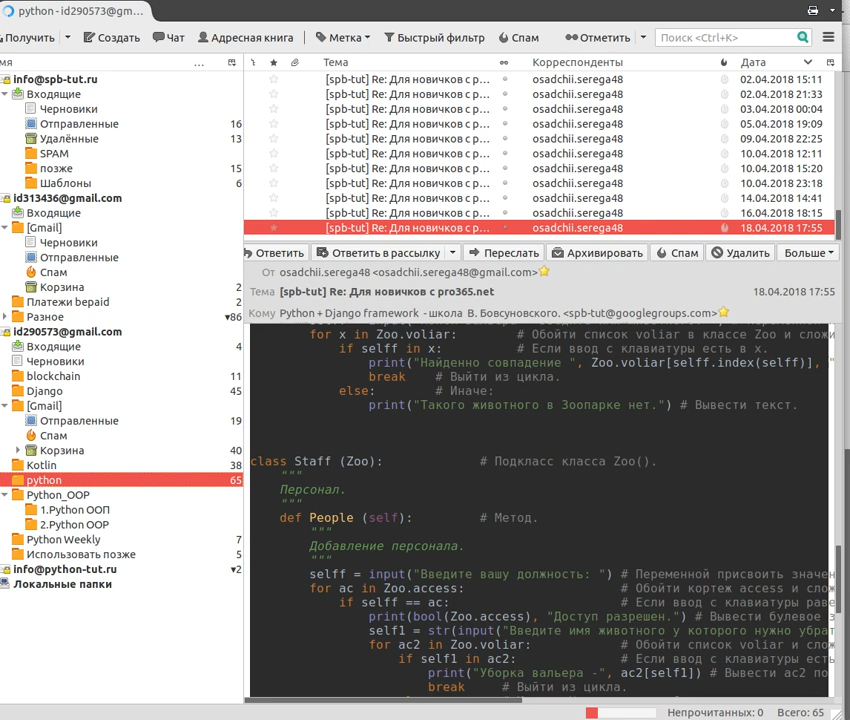 python - id290573@gm...
Получить Создать Чат Адресная книга Метка Быстрый фильтр Спам Отметить Поиск <Ctrl+K>
мя ... Тема Корреспонденты Дата
info@spb-tut.ru
Входящие
Черновики
Отправленные 16
Удалённые 13
SPAM
позже 15
Шаблоны 6
id313436@gmail.com
Входящие
[Gmail]
Черновики
Отправленные
Спам
Корзина 2
Платежи bepaid 2
Разное ▾86
id290573@gmail.com
Входящие 4
Черновики
blockchain 11
Django 45
[Gmail]
Отправленные 19
Спам
Корзина 40
Kotlin 38
python 65
Python_OOP
1.Python ООП
2.Python OOP
Python Weekly 7
Использовать позже 5
info@python-tut.ru ▾2
Локальные папки
[spb-tut] Re: Для новичков с p... osadchii.serega48 02.04.2018 15:11
[spb-tut] Re: Для новичков с p... osadchii.serega48 02.04.2018 21:33
[spb-tut] Re: Для новичков с p... osadchii.serega48 03.04.2018 00:04
[spb-tut] Re: Для новичков с p... osadchii.serega48 05.04.2018 19:09
[spb-tut] Re: Для новичков с p... osadchii.serega48 09.04.2018 22:25
[spb-tut] Re: Для новичков с p... osadchii.serega48 10.04.2018 12:11
[spb-tut] Re: Для новичков с p... osadchii.serega48 10.04.2018 15:20
[spb-tut] Re: Для новичков с p... osadchii.serega48 10.04.2018 23:18
[spb-tut] Re: Для новичков с p... osadchii.serega48 14.04.2018 14:41
[spb-tut] Re: Для новичков с p... osadchii.serega48 16.04.2018 18:15
[spb-tut] Re: Для новичков с p... osadchii.serega48 18.04.2018 17:55
Ответить Ответить в рассылку Переслать Архивировать Спам Удалить Больше
От osadchii.serega48 <osadchii.serega48@gmail.com>
Тема [spb-tut] Re: Для новичков с pro365.net 18.04.2018 17:55
Кому Python + Django framework - школа В. Бовсуновского. <spb-tut@googlegroups.com>
for x in Zoo.voliar: # Обойти список voliar в классе Zoo и сложи
if selff in x: # Если ввод с клавиатуры есть в x.
print("Найденно совпадение ", Zoo.voliar[selff.index(selff)], "
break # Выйти из цикла.
else: # Иначе:
print("Такого животного в Зоопарке нет.") # Вывести текст.
class Staff (Zoo): # Подкласс класса Zoo().
"""
Персонал.
"""
def People (self): # Метод.
"""
Добавление персонала.
"""
selff = input("Введите вашу должность: ") # Переменной присвоить значен
for ac in Zoo.access: # Обойти кортеж access и слож
if selff == ac: # Если ввод с клавиатуры раве
print(bool(Zoo.access), "Доступ разрешен.") # Вывести булевое з
self1 = str(input("Введите имя животного у которого нужно убрат
for ac2 in Zoo.voliar: # Обойти список voliar и слож
if self1 in ac2: # Если ввод с клавиатуры есть
print("Уборка вальера -", ac2[self1]) # Вывести ac2 по
break # Выйти из цикла.
Непрочитанных: 0 Всего: 65